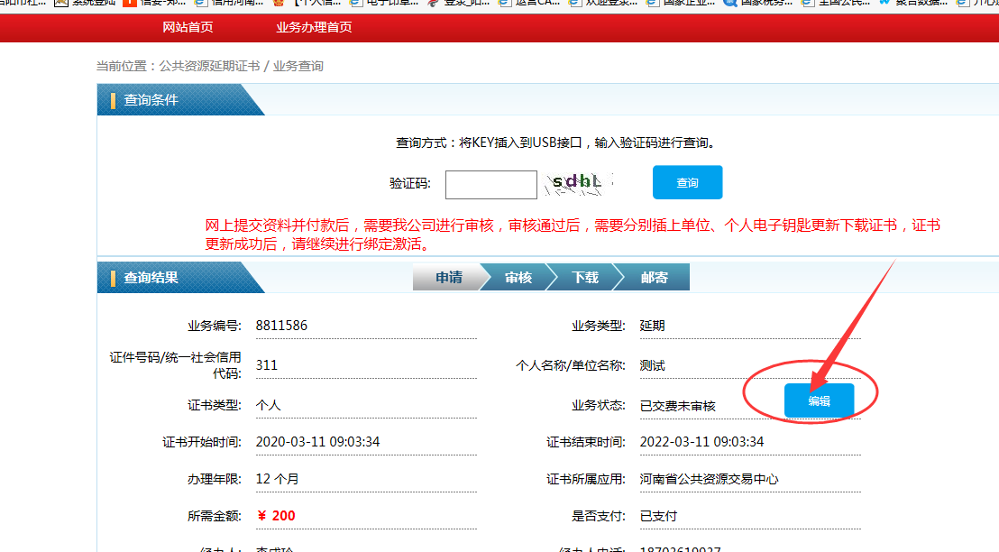 网站首页 业务办理首页
当前位置：公共资源延期证书 / 业务查询
查询条件
查询方式：将KEY插入到USB接口，输入验证码进行查询。
验证码: sdhL 查询
网上提交资料并付款后，需要我公司进行审核，审核通过后，需要分别插上单位、个人电子钥匙更新下载证书，证书
更新成功后，请继续进行绑定激活。
查询结果 申请 审核 下载 邮寄
业务编号: 8811586 业务类型: 延期
证件号码/统一社会信用
代码: 311 个人名称/单位名称: 测试
证书类型: 个人 业务状态: 已交费未审核 编辑
证书开始时间: 2020-03-11 09:03:34 证书结束时间: 2022-03-11 09:03:34
办理年限: 12 个月 证书所属应用: 河南省公共资源交易中心
所需金额: ¥ 200 是否支付: 已支付